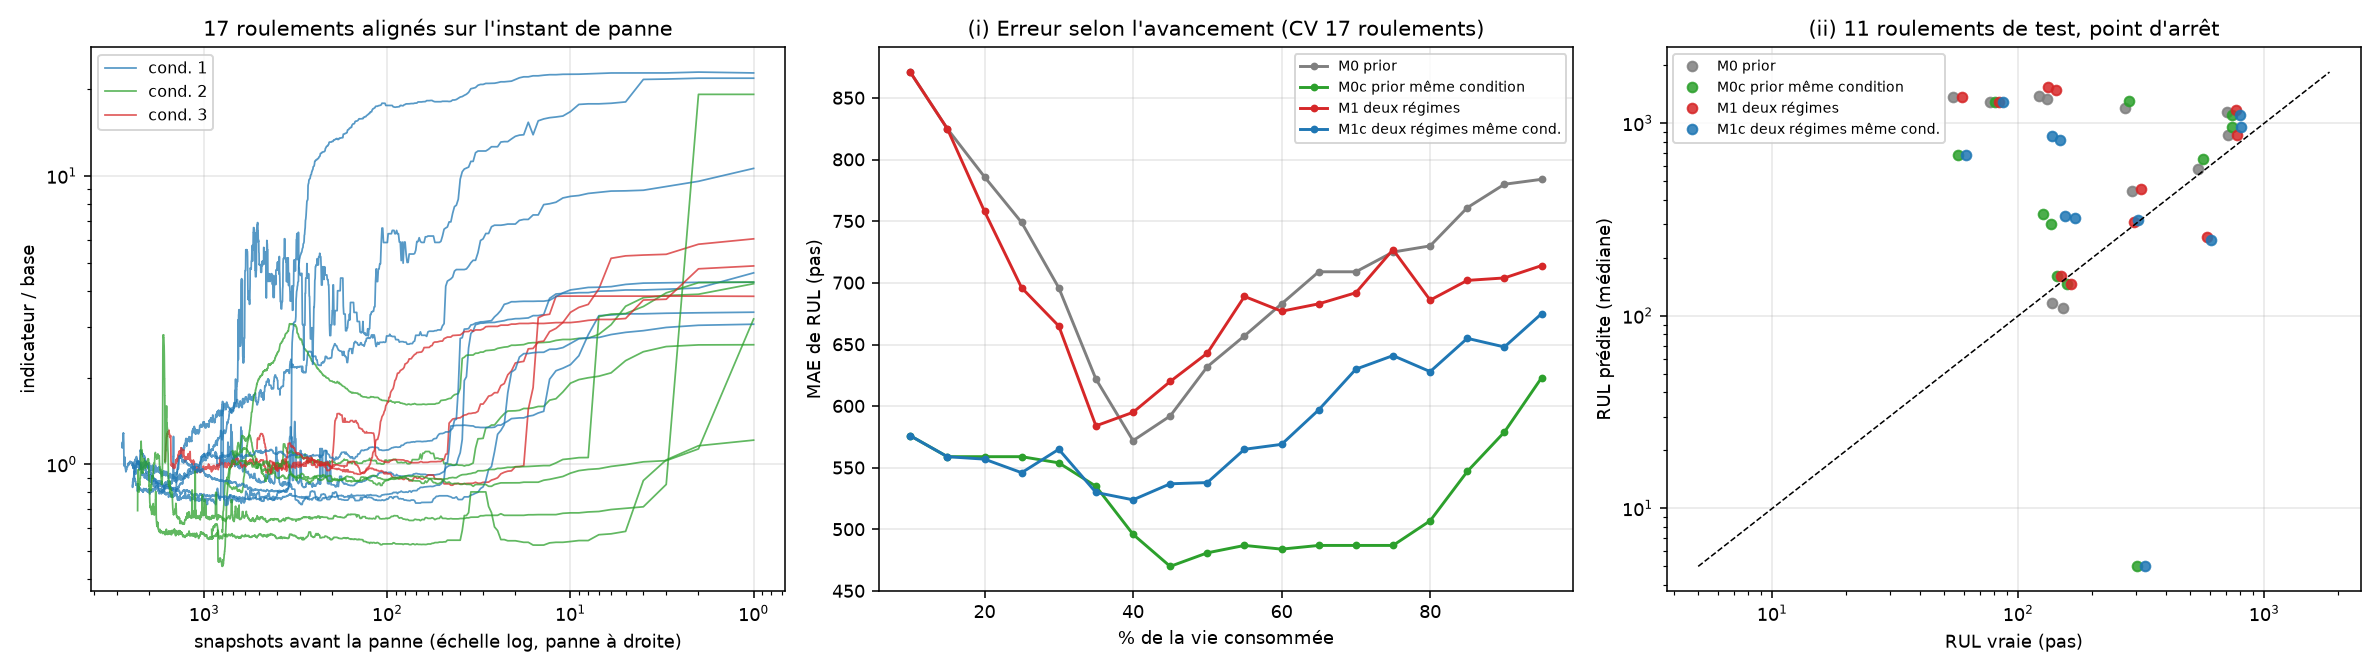 17 roulements alignés sur l'instant de panne
cond. 1
cond. 2
cond. 3
10¹
10⁰
indicateur / base
10³
10²
10¹
10⁰
snapshots avant la panne (échelle log, panne à droite)
(i) Erreur selon l'avancement (CV 17 roulements)
M0 prior
M0c prior même condition
M1 deux régimes
M1c deux régimes même cond.
850
800
750
700
650
600
550
500
450
MAE de RUL (pas)
20
40
60
80
% de la vie consommée
(ii) 11 roulements de test, point d'arrêt
M0 prior
M0c prior même condition
M1 deux régimes
M1c deux régimes même cond.
10³
10²
10¹
RUL prédite (médiane)
10¹
10²
10³
RUL vraie (pas)